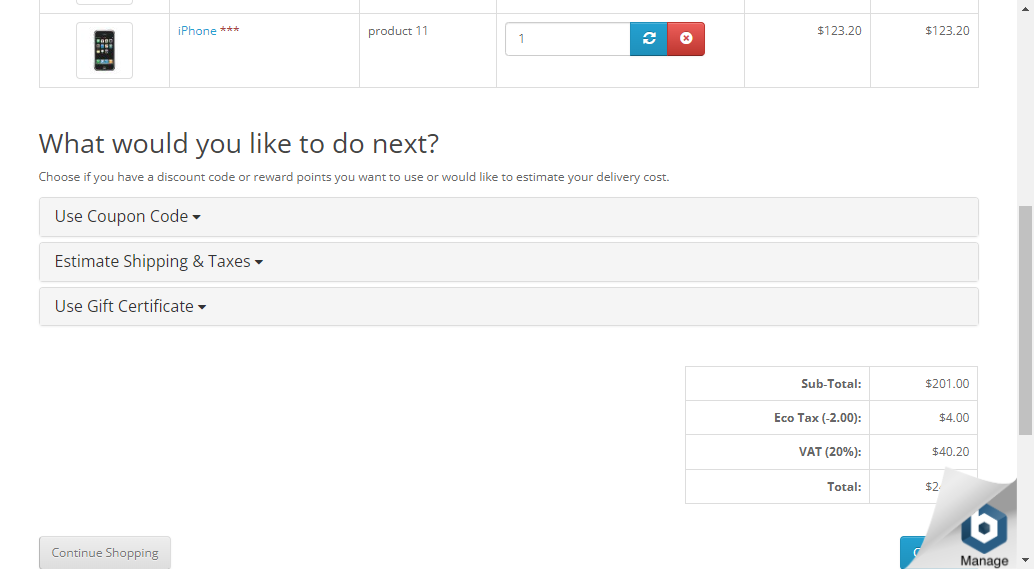 iPhone *** product 11 1 $123.20 $123.20
What would you like to do next?
Choose if you have a discount code or reward points you want to use or would like to estimate your delivery cost.
Use Coupon Code
Estimate Shipping & Taxes
Use Gift Certificate
Sub-Total: $201.00
Eco Tax (-2.00): $4.00
VAT (20%): $40.20
Total:
Continue Shopping
Manage